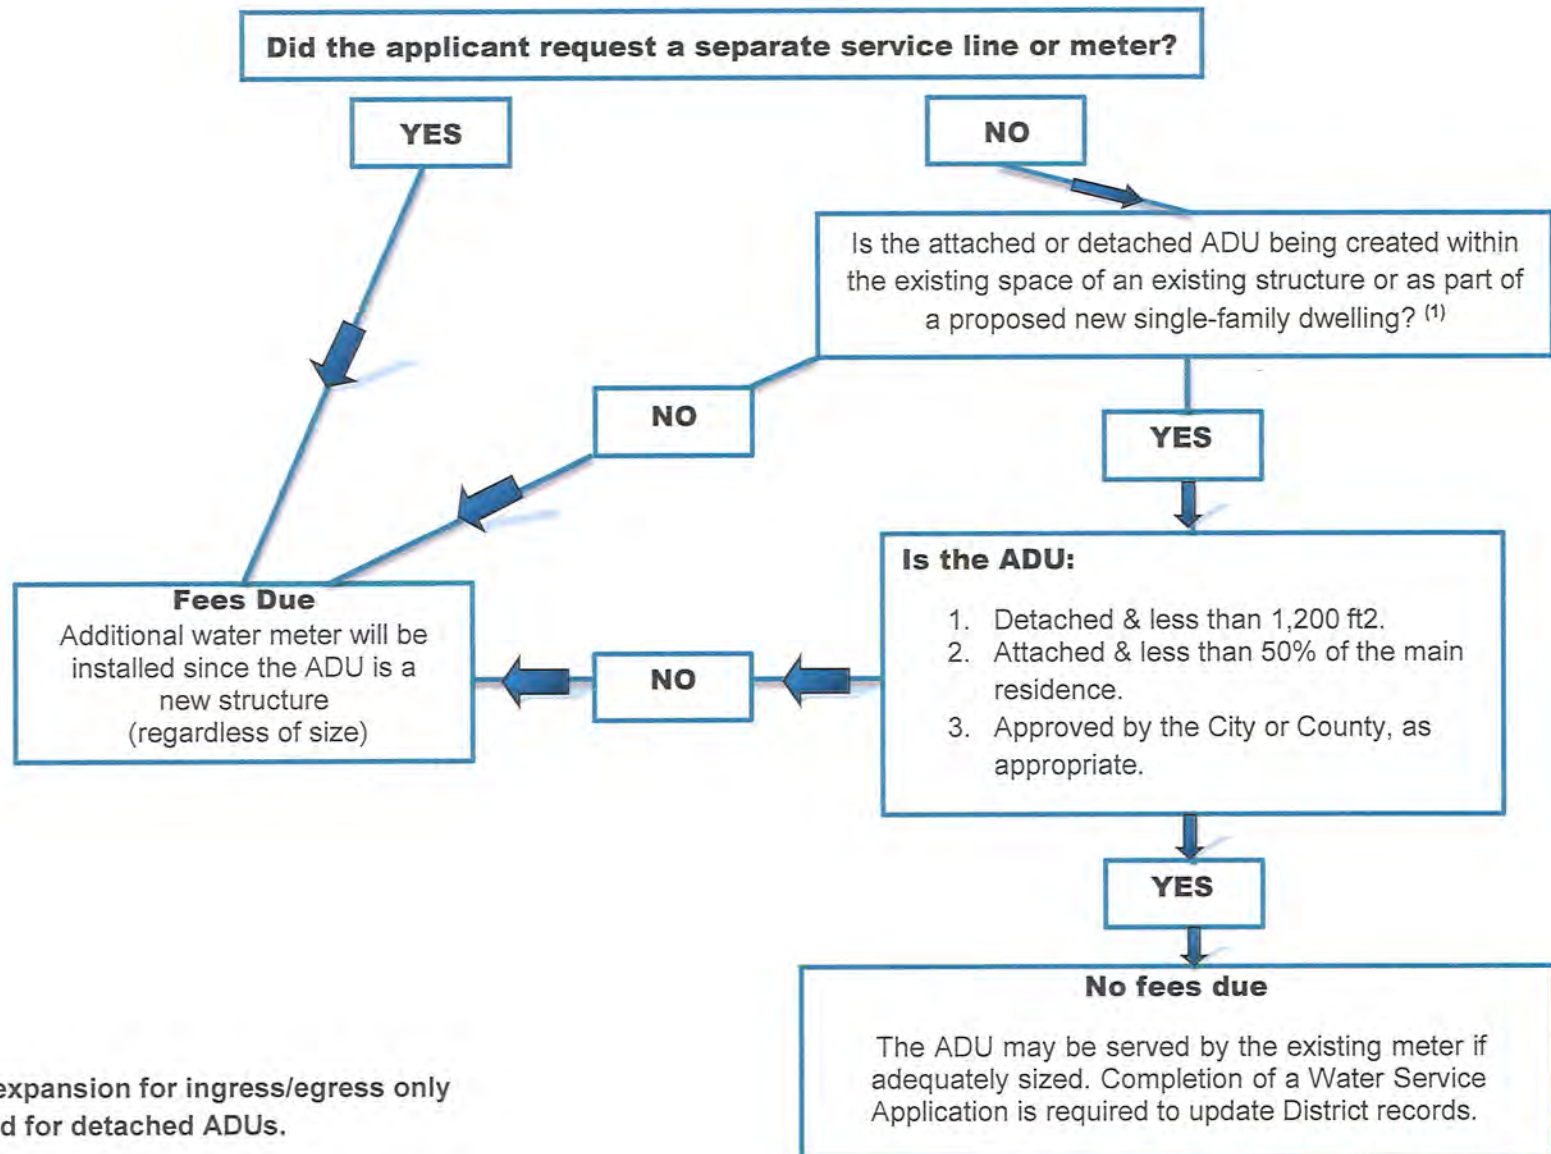 Did the applicant request a separate service line or meter?
YES
NO
Is the attached or detached ADU being created within
the existing space of an existing structure or as part of
a proposed new single-family dwelling? (1)
NO
YES
Is the ADU:
1. Detached & less than 1,200 ft2.
2. Attached & less than 50% of the main
residence.
3. Approved by the City or County, as
appropriate.
Fees Due
Additional water meter will be
installed since the ADU is a
new structure
(regardless of size)
NO
YES
No fees due
The ADU may be served by the existing meter if
adequately sized. Completion of a Water Service
Application is required to update District records.
expansion for ingress/egress only
d for detached ADUs.